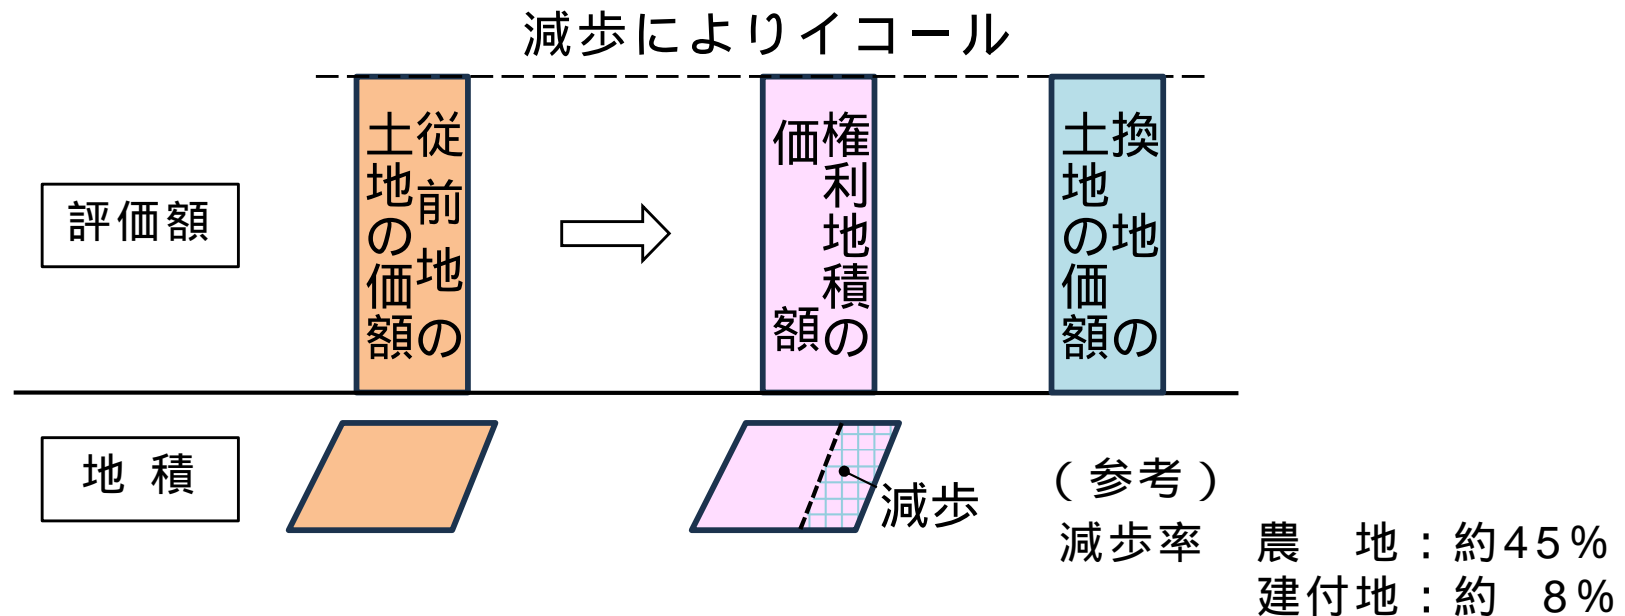 減歩によりイコール
評価額
従前地の
土地の価額
権利地積の
価額
換地の
土地の価額
地積
減歩
（参考）
減歩率　農　地：約45％
建付地：約　8％